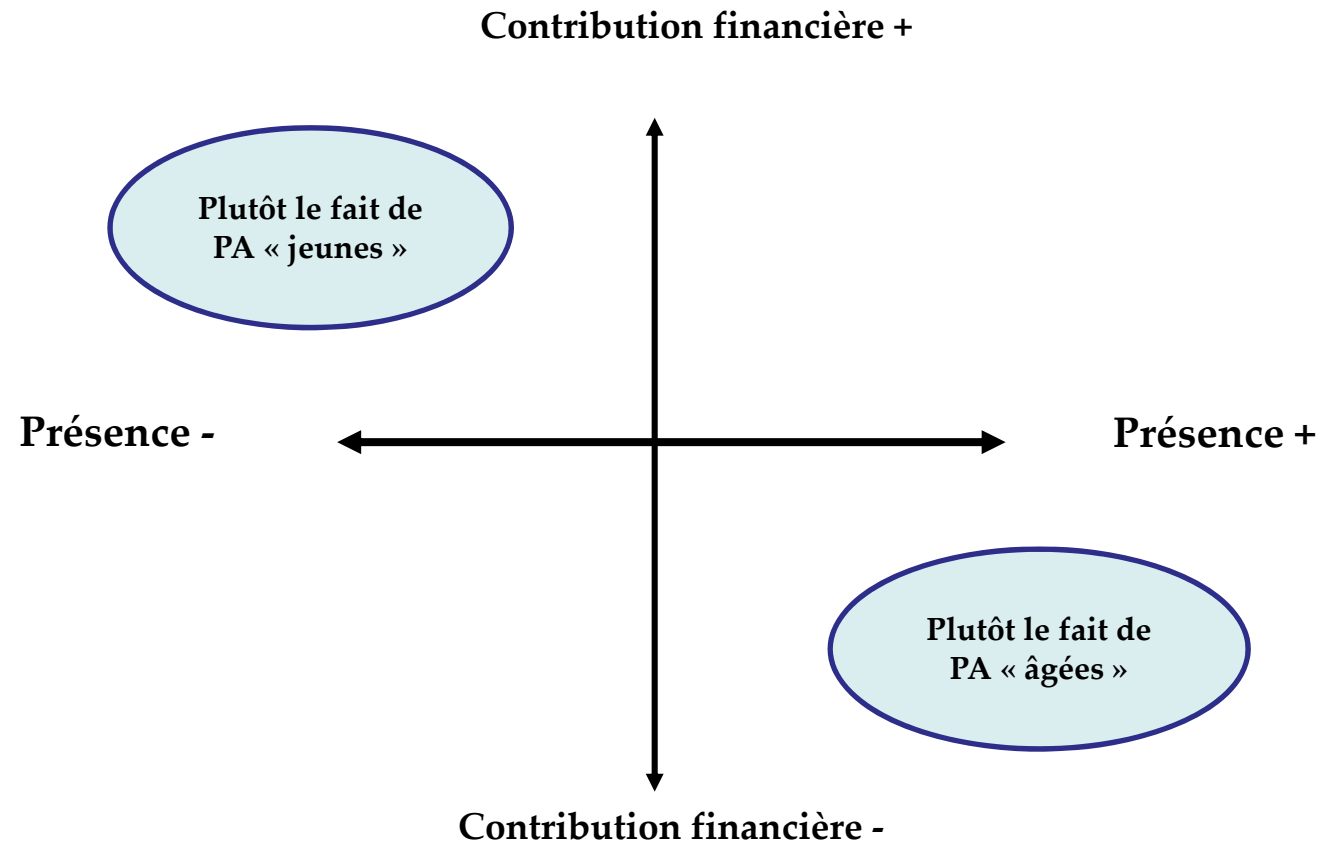 Contribution financière +
Plutôt le fait de
PA « jeunes »
Présence -
Présence +
Plutôt le fait de
PA « âgées »
Contribution financière -